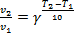 v₂/v₁ = γ^((T₂-T₁)/10)